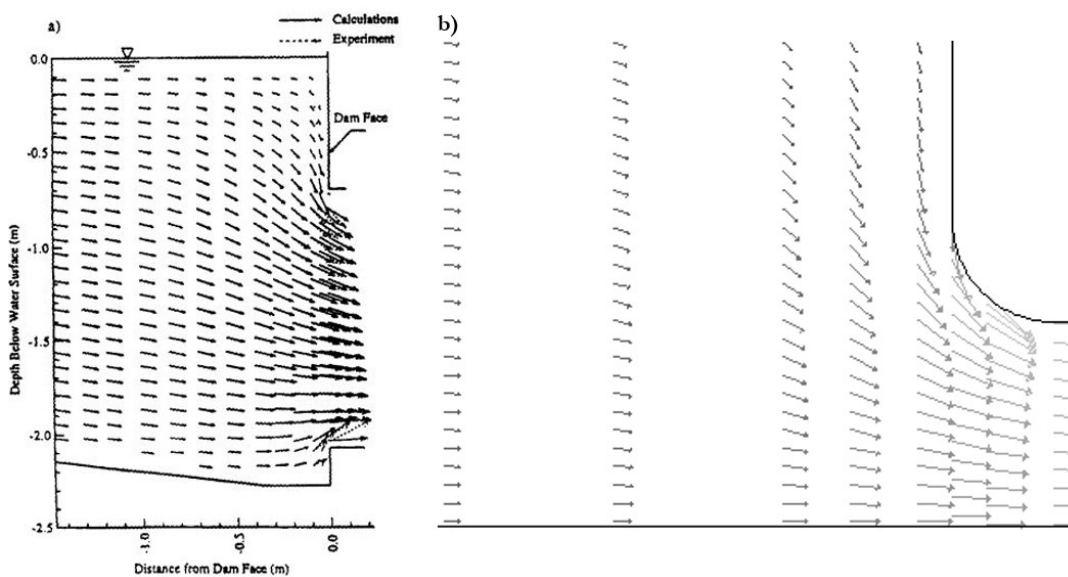 a)
Calculations
Experiment
b)
0.0
Dam Face
-0.5
-1.0
-1.5
-2.0
-2.5
Depth Below Water Surface (m)
-1.0
-0.5
0.0
Distance from Dam Face (m)